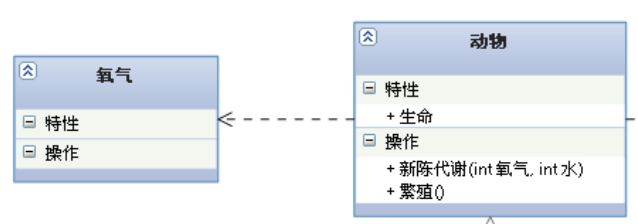 氧气
特性
操作
动物
特性
+ 生命
操作
+ 新陈代谢(int 氧气, int 水)
+ 繁殖()